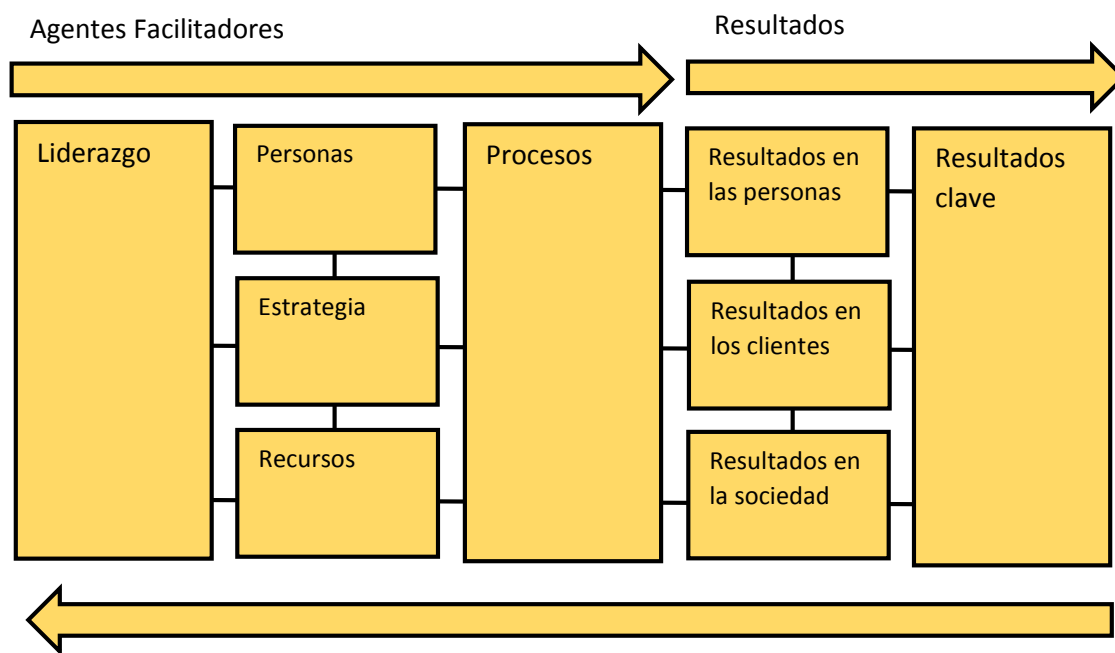 Agentes Facilitadores
Resultados
Liderazgo
Personas
Procesos
Resultados en
las personas
Resultados
clave
Estrategia
Resultados en
los clientes
Recursos
Resultados en
la sociedad